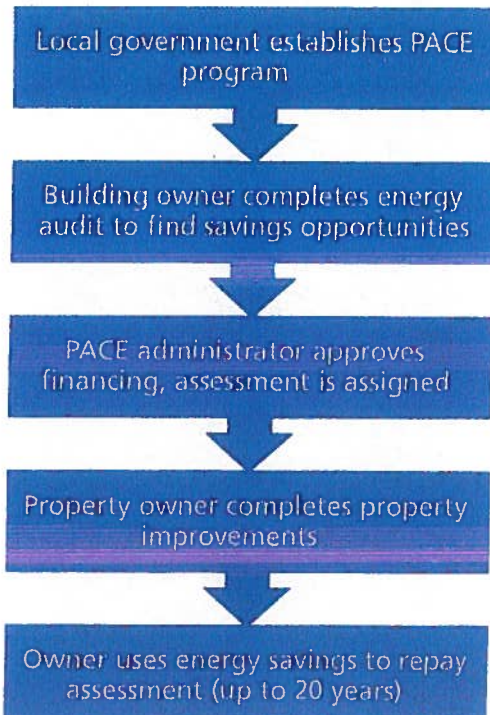 Local government establishes PACE
program
Building owner completes energy
audit to find savings opportunities
PACE administrator approves
financing, assessment is assigned
Property owner completes property
improvements
Owner uses energy savings to repay
assessment (up to 20 years)